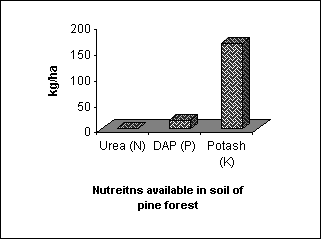 200
150
100
50
0
kg/ha
Urea (N) DAP (P) Potash
(K)
Nutreitns available in soil of
pine forest